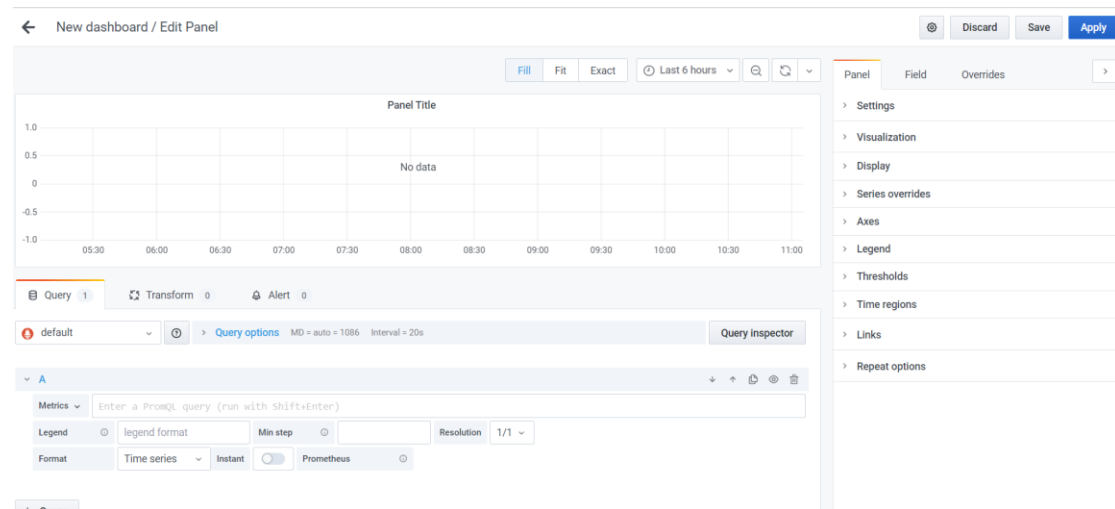 New dashboard / Edit Panel
Discard
Save
Apply
Fill
Fit
Exact
Last 6 hours
Panel
Field
Overrides
Panel Title
1.0
0.5
0
-0.5
-1.0
No data
05:30 06:00 06:30 07:00 07:30 08:00 08:30 09:00 09:30 10:00 10:30 11:00
Settings
Visualization
Display
Series overrides
Axes
Legend
Thresholds
Time regions
Links
Repeat options
Query 1
Transform 0
Alert 0
default
Query options MD = auto = 1086 Interval = 20s
Query inspector
A
Metrics
Enter a PromQL query (run with Shift+Enter)
Legend
legend format
Min step
Resolution
1/1
Format
Time series
Instant
Prometheus